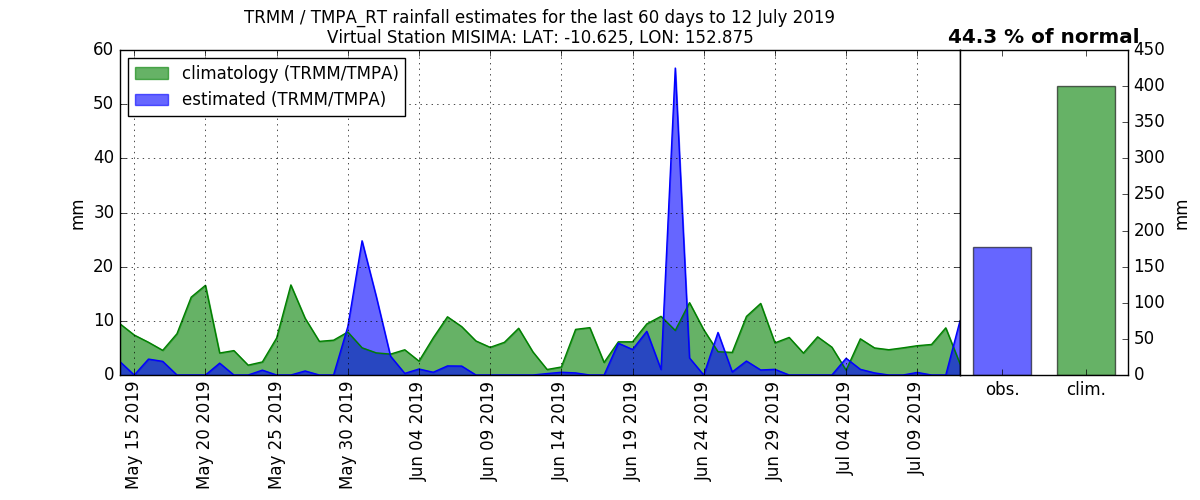 TRMM / TMPA_RT rainfall estimates for the last 60 days to 12 July 2019
Virtual Station MISIMA: LAT: -10.625, LON: 152.875
44.3 % of normal
climatology (TRMM/TMPA)
estimated (TRMM/TMPA)
60
50
40
30
20
10
0
mm
May 15 2019
May 20 2019
May 25 2019
May 30 2019
Jun 04 2019
Jun 09 2019
Jun 14 2019
Jun 19 2019
Jun 24 2019
Jun 29 2019
Jul 04 2019
Jul 09 2019
450
400
350
300
250
200
150
100
50
0
mm
obs.
clim.